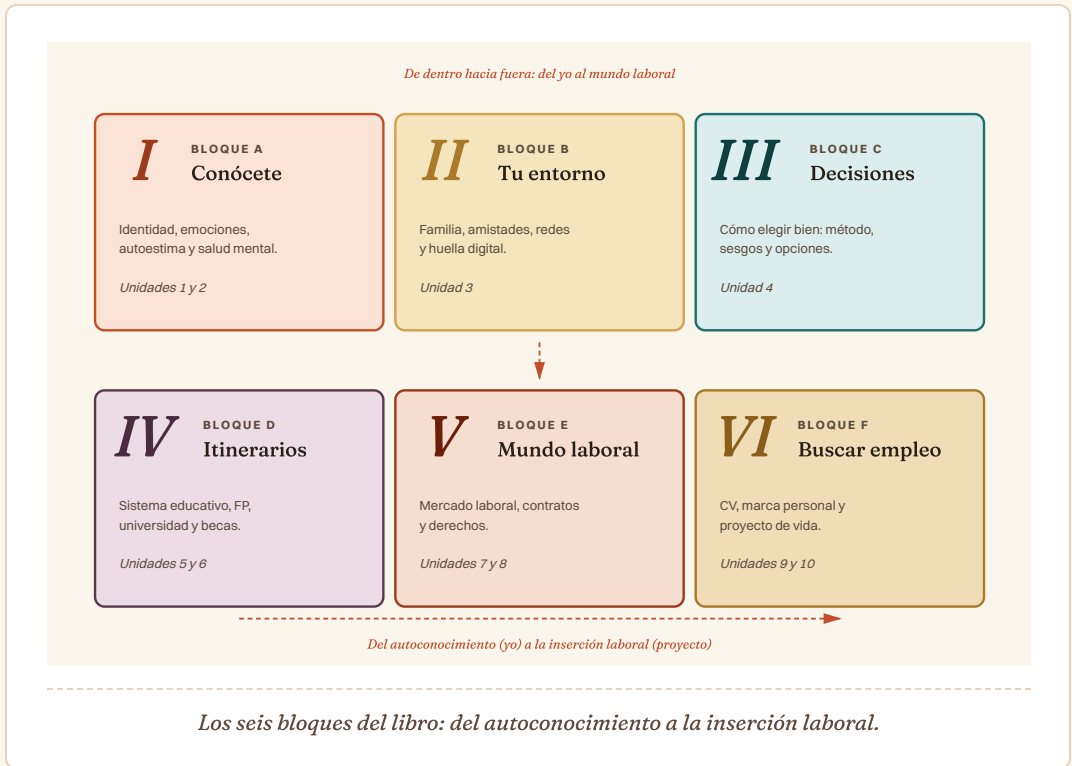 De dentro hacia fuera: del yo al mundo laboral
I
BLOQUE A
Conócete
Identidad, emociones,
autoestima y salud mental.
Unidades 1 y 2
II
BLOQUE B
Tu entorno
Familia, amistades, redes
y huella digital.
Unidad 3
III
BLOQUE C
Decisiones
Cómo elegir bien: método,
sesgos y opciones.
Unidad 4
IV
BLOQUE D
Itinerarios
Sistema educativo, FP,
universidad y becas.
Unidades 5 y 6
V
BLOQUE E
Mundo laboral
Mercado laboral, contratos
y derechos.
Unidades 7 y 8
VI
BLOQUE F
Buscar empleo
CV, marca personal y
proyecto de vida.
Unidades 9 y 10
Del autoconocimiento (yo) a la inserción laboral (proyecto)
Los seis bloques del libro: del autoconocimiento a la inserción laboral.